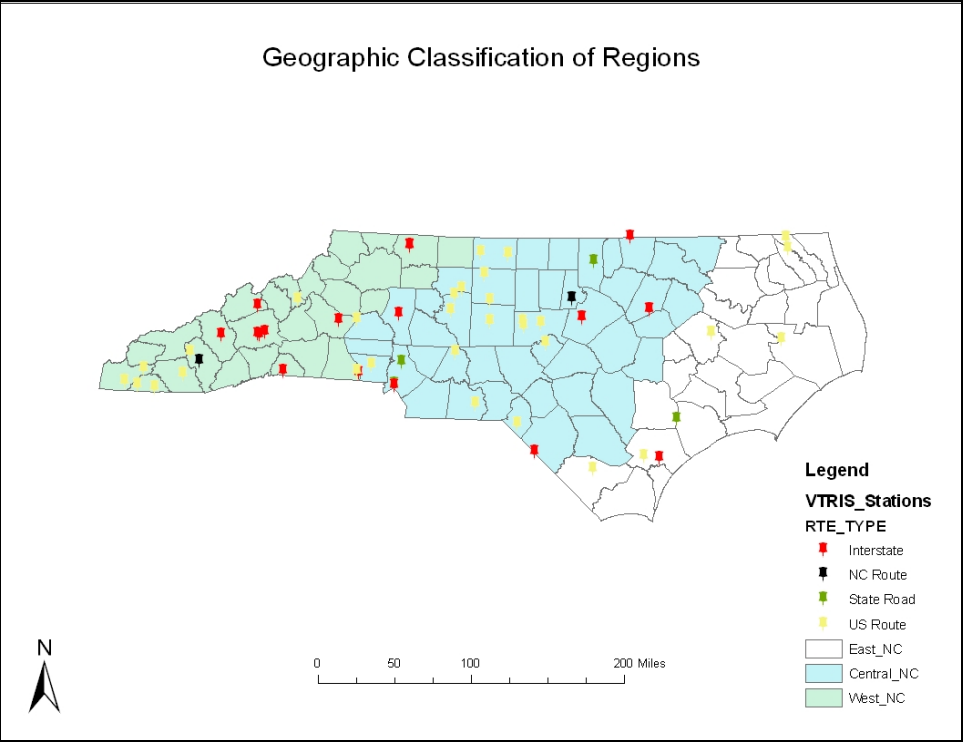 Geographic Classification of Regions
Legend
VTRIS_Stations
RTE_TYPE
Interstate
NC Route
State Road
US Route
East_NC
Central_NC
West_NC
N
0 50 100 200 Miles